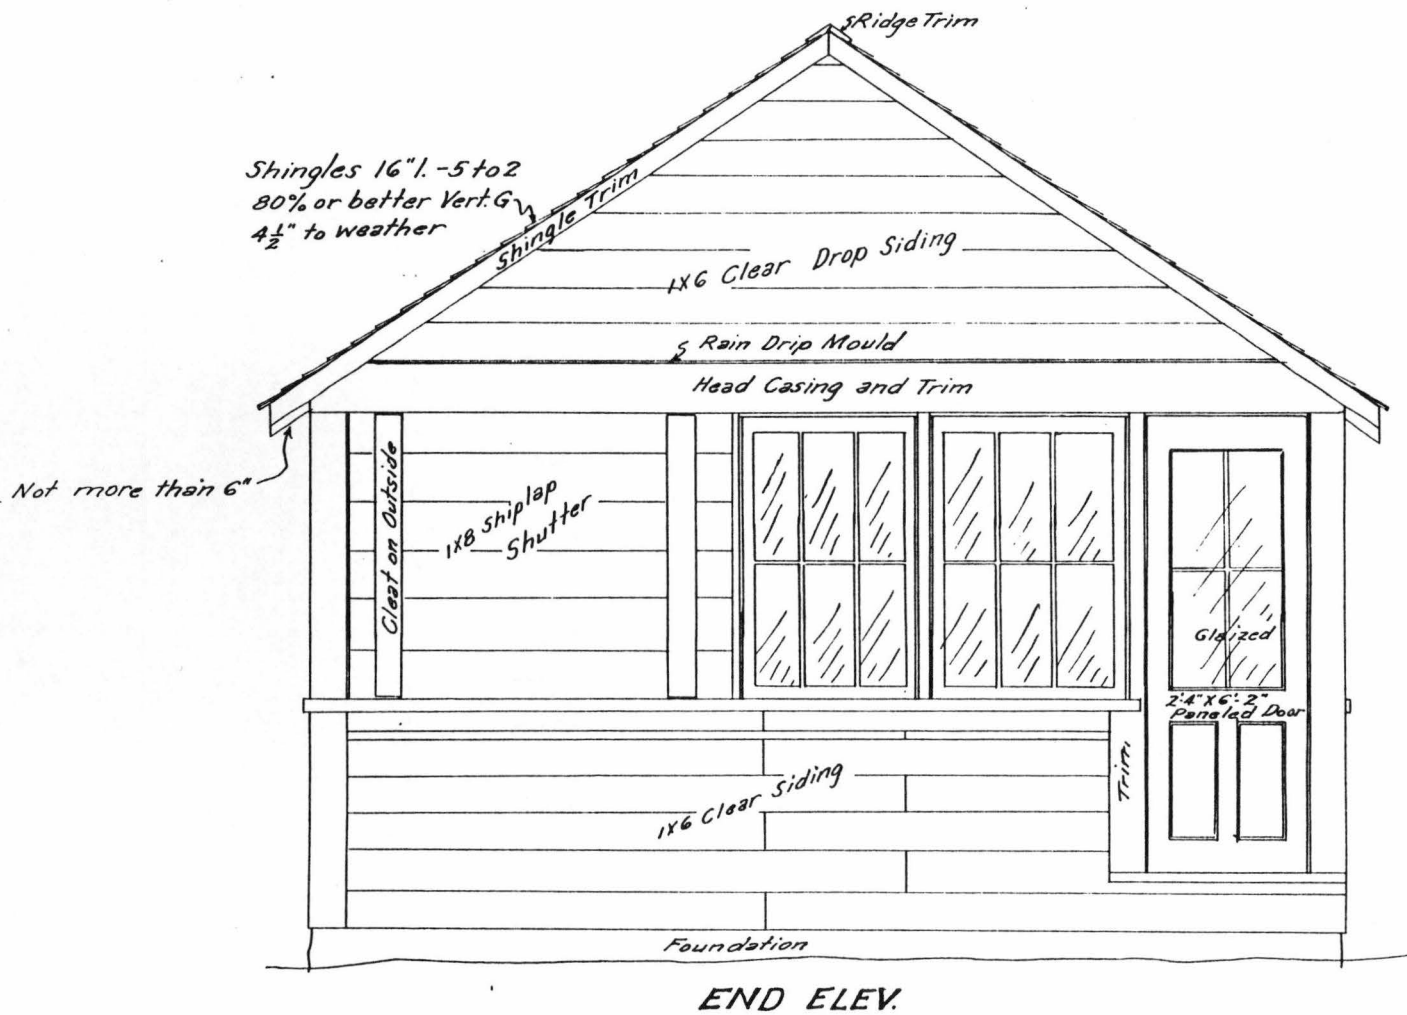 Ridge Trim
Shingles 16" l. - 5 to 2
80% or better Vert. G
4½" to weather
Shingle Trim
1X6 Clear Drop Siding
Rain Drip Mould
Head Casing and Trim
Not more than 6"
Cleat on Outside
1X8 Shiplap
Shutter
Glaized
2'-4" X 6'-2"
Paneled Door
Trim.
1X6 Clear Siding
Foundation
END ELEV.